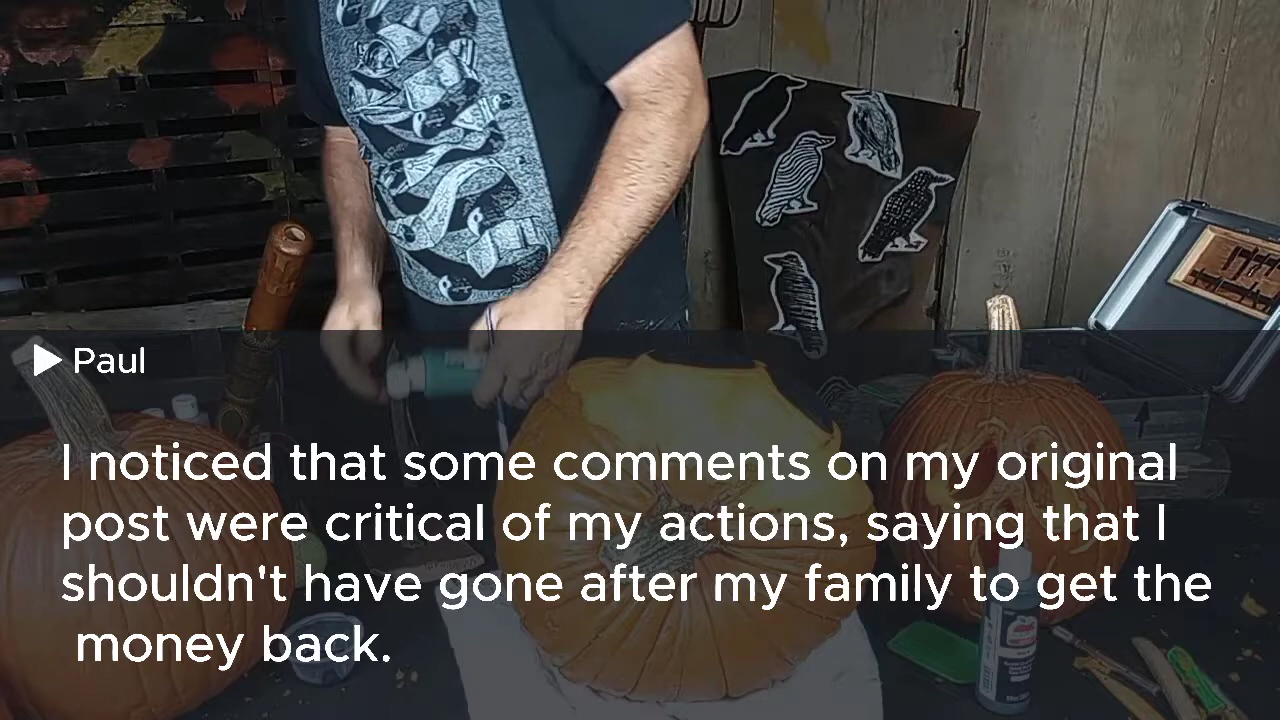 Paul
I noticed that some comments on my original
post were critical of my actions, saying that I
shouldn't have gone after my family to get the
money back.